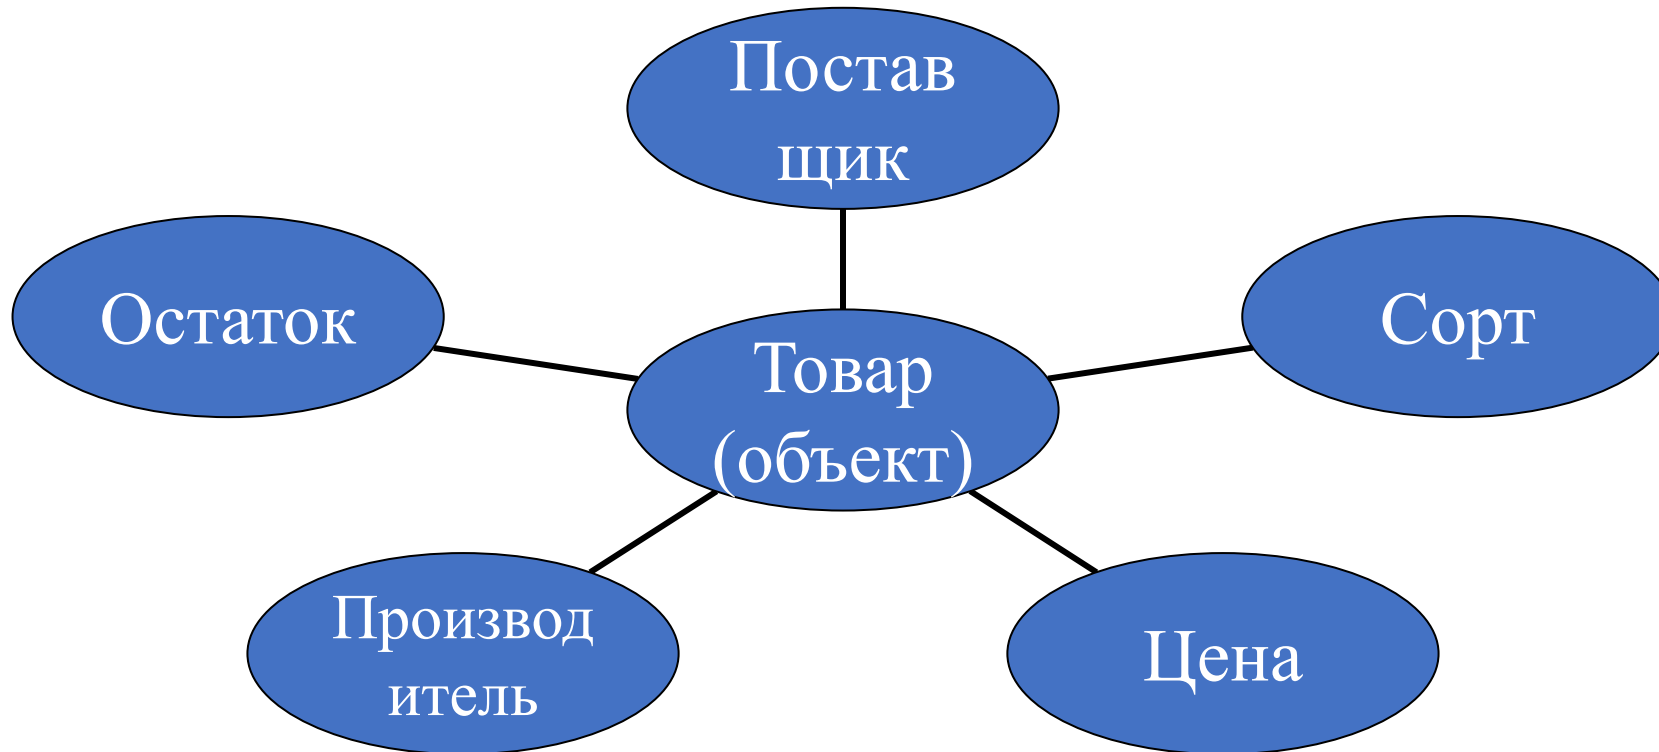 Постав
щик
Остаток
Сорт
Товар
(объект)
Производ
итель
Цена